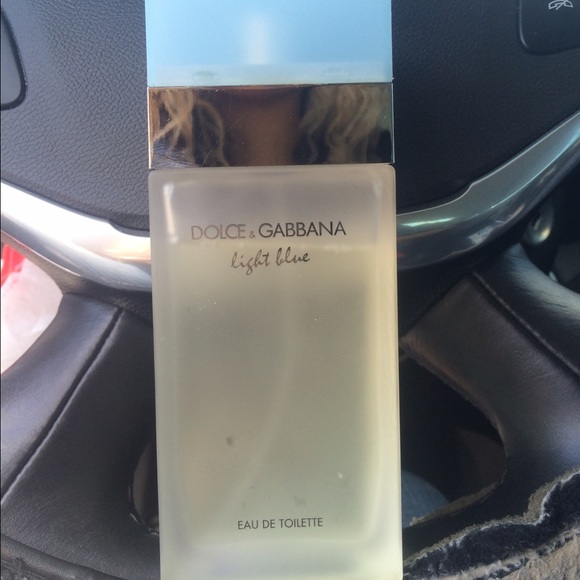 DOLCE & GABBANA
light blue
EAU DE TOILETTE